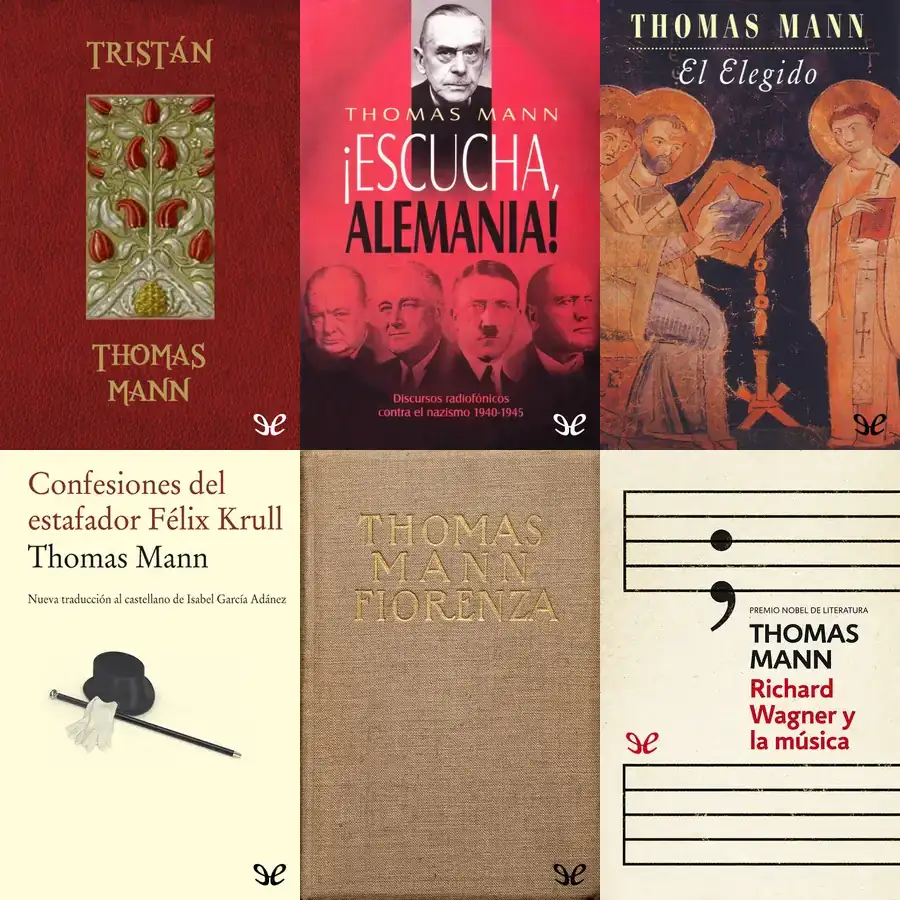 TRISTÁN
THOMAS
MANN
THOMAS MANN
¡ESCUCHA,
ALEMANIA!
Discursos radiofónicos
contra el nazismo 1940-1945
THOMAS MANN
El Elegido
Confesiones del
estafador Félix Krull
Thomas Mann
Nueva traducción al castellano de Isabel García Adánez
THOMAS
MANN
FIORENZA
PREMIO NOBEL DE LITERATURA
THOMAS
MANN
Richard
Wagner y
la música